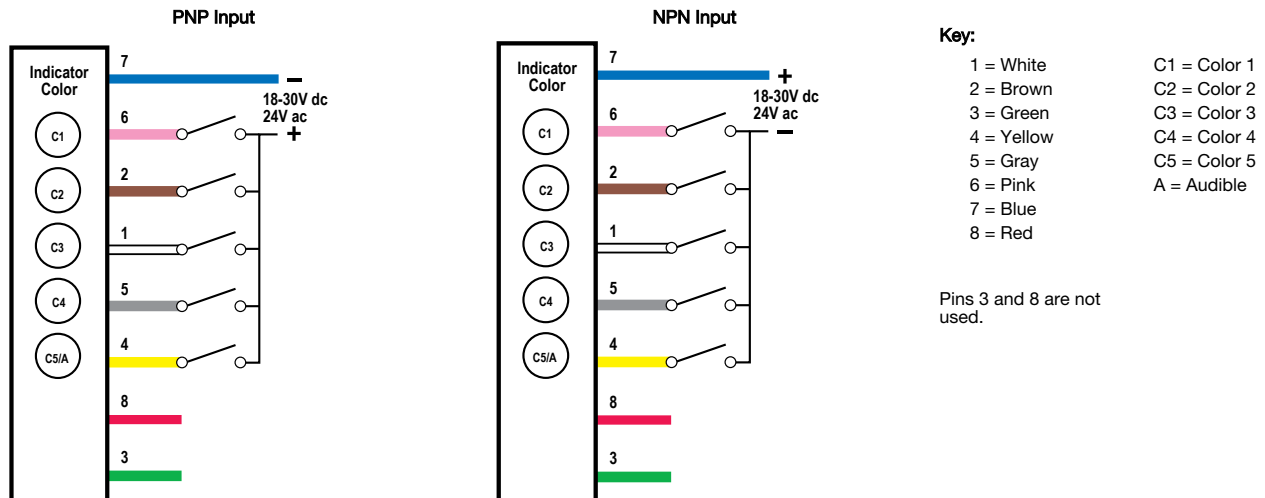 PNP Input
Indicator
Color
7
–
18-30V dc
24V ac
+
C1
6
C2
2
C3
1
C4
5
C5/A
4
8
3
NPN Input
Indicator
Color
7
+
18-30V dc
24V ac
–
C1
6
C2
2
C3
1
C4
5
C5/A
4
8
3
Key:
1 = White
2 = Brown
3 = Green
4 = Yellow
5 = Gray
6 = Pink
7 = Blue
8 = Red
C1 = Color 1
C2 = Color 2
C3 = Color 3
C4 = Color 4
C5 = Color 5
A = Audible
Pins 3 and 8 are not
used.